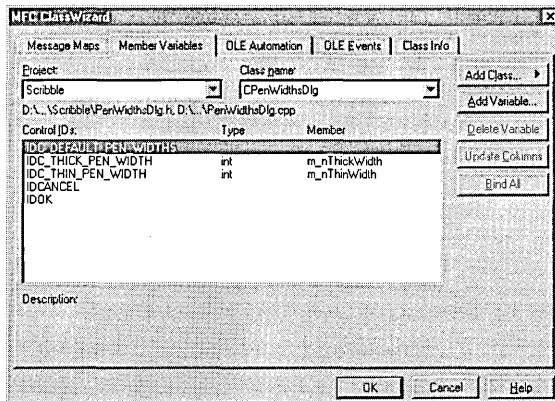 MFC ClassWizard
Message Maps Member Variables OLE Automation OLE Events Class Info
Project: Class name:
Scribble CPenWidthsDlg
Add Class...
D:\...\Scribble\PenWidthsDlg.h, D:\...\PenWidthsDlg.cpp
Add Variable...
Control IDs: Type Member
Delete Variable
IDC_DEFAULT_PEN_WIDTHS
IDC_THICK_PEN_WIDTH int m_nThickWidth
Update Columns
IDC_THIN_PEN_WIDTH int m_nThinWidth
IDCANCEL
Bind All
IDOK
Description:
OK Cancel Help